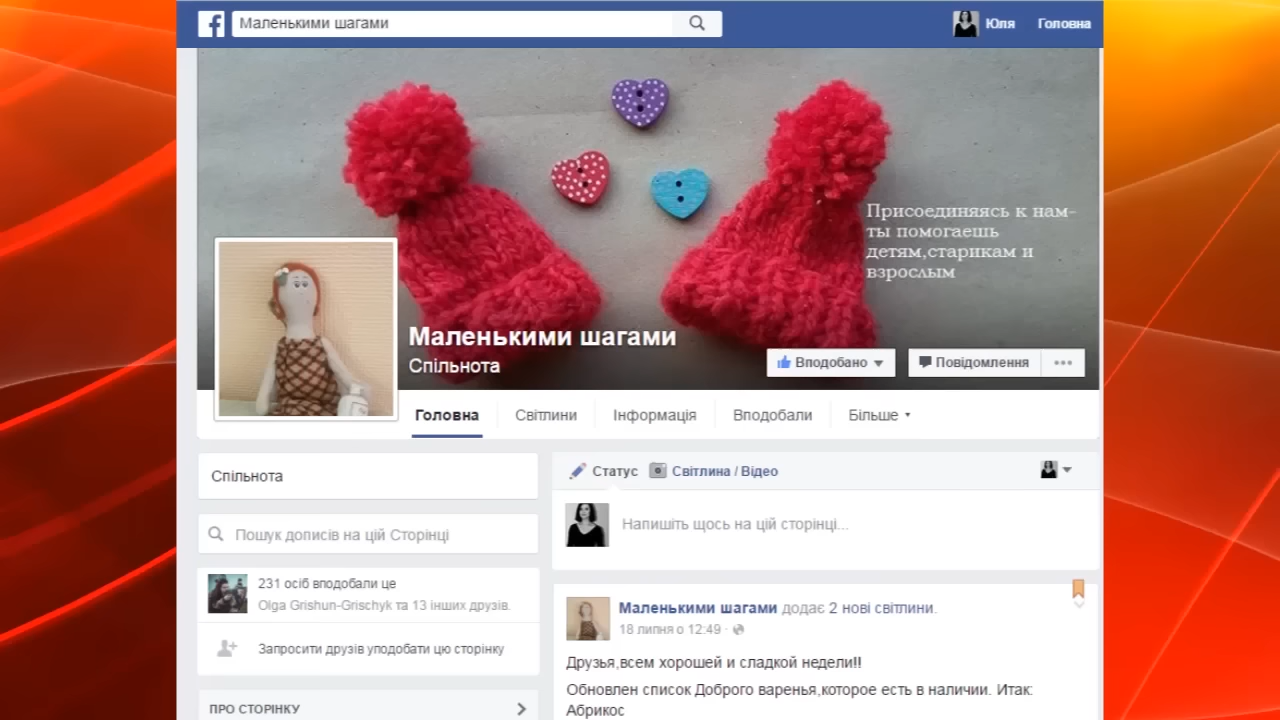 Маленькими шагами
Юля
Головна
Присоединяясь к нам-
ты помогаешь
детям,старикам и
взрослым
Маленькими шагами
Спільнота
Вподобано
Повідомлення
Головна
Світлини
Інформація
Вподобали
Більше
Спільнота
Статус
Світлина / Відео
Пошук дописів на цій Сторінці
Напишіть щось на цій сторінці...
231 осіб вподобали це
Olga Grishun-Grischyk та 13 інших друзів.
Запросити друзів уподобати цю сторінку
ПРО СТОРІНКУ
Маленькими шагами додає 2 нові світлини.
18 липня о 12:49 ·
Друзья,всем хорошей и сладкой недели!!
Обновлен список Доброго варенья,которое есть в наличии. Итак:
Абрикос